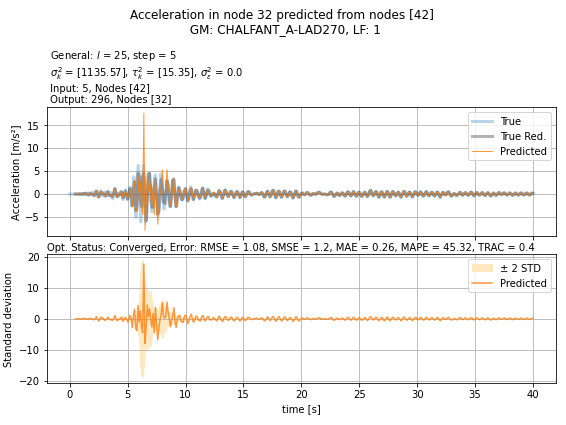 Acceleration in node 32 predicted from nodes [42]
GM: CHALFANT_A-LAD270, LF: 1
General: l = 25, step = 5
σ²ₖ = [1135.57], τ²ₖ = [15.35], σ²ε = 0.0
Input: 5, Nodes [42]
Output: 296, Nodes [32]
Acceleration [m/s²]
15
10
5
0
−5
True
True Red.
Predicted
Opt. Status: Converged, Error: RMSE = 1.08, SMSE = 1.2, MAE = 0.26, MAPE = 45.32, TRAC = 0.4
Standard deviation
20
10
0
−10
−20
± 2 STD
Predicted
0 5 10 15 20 25 30 35 40
time [s]